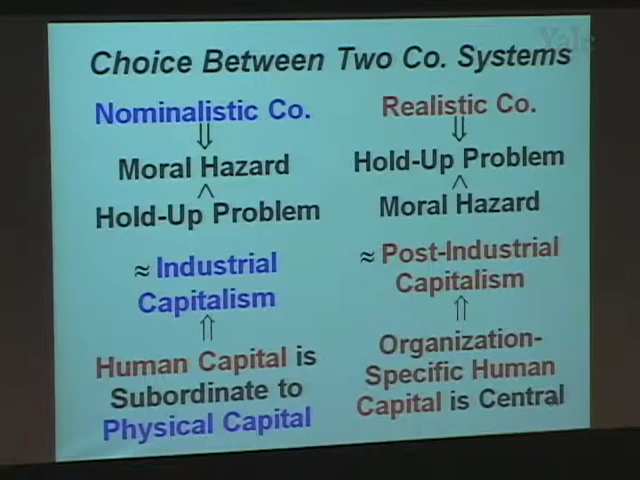 Yale
Choice Between Two Co. Systems
Nominalistic Co.
⇓
Moral Hazard
^
Hold-Up Problem
≈ Industrial
Capitalism
⇑
Human Capital is
Subordinate to
Physical Capital
Realistic Co.
⇓
Hold-Up Problem
^
Moral Hazard
≈ Post-Industrial
Capitalism
⇑
Organization-
Specific Human
Capital is Central